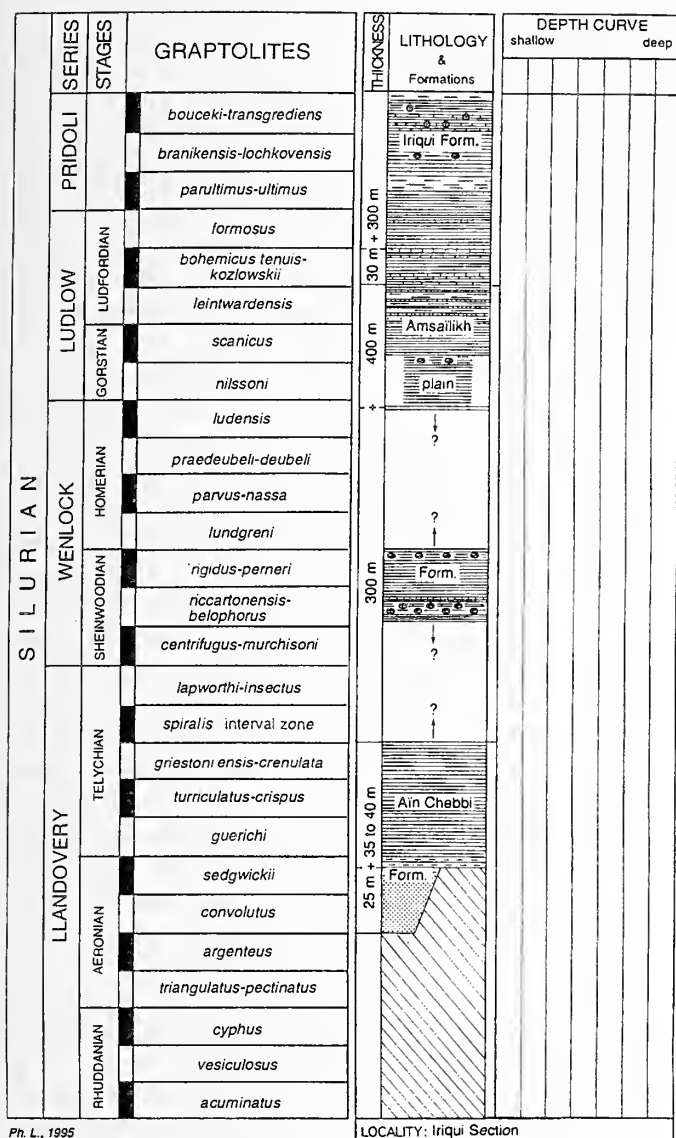 SERIES
STAGES
GRAPTOLITES
THICKNESS
LITHOLOGY
&
Formations
DEPTH CURVE
shallow deep
SILURIAN
PRIDOLI
LUDLOW
WENLOCK
LLANDOVERY
LUDFORDIAN
GORSTIAN
HOMERIAN
SHEINWOODIAN
TELYCHIAN
AERONIAN
RHUDDANIAN
bouceki-transgrediens
branikensis-lochkovensis
parultimus-ultimus
formosus
bohemicus tenuis-
kozlowskii
leintwardensis
scanicus
nilssoni
ludensis
praedeubeli-deubeli
parvus-nassa
lundgreni
rigidus-perneri
riccartonensis-
belophorus
centrifugus-murchisoni
lapworthi-insectus
spiralis interval zone
griestoniensis-crenulata
turriculatus-crispus
guerichi
sedgwickii
convolutus
argenteus
triangulatus-pectinatus
cyphus
vesiculosus
acuminatus
400 m + 30 m + 300 m
300m
25 m + 35 to 40 m
Iriqui Form.
Amsaïlikh
plain
?
?
Form.
?
?
Aïn Chebbi
Form.
Ph. L., 1995
LOCALITY: Iriqui Section